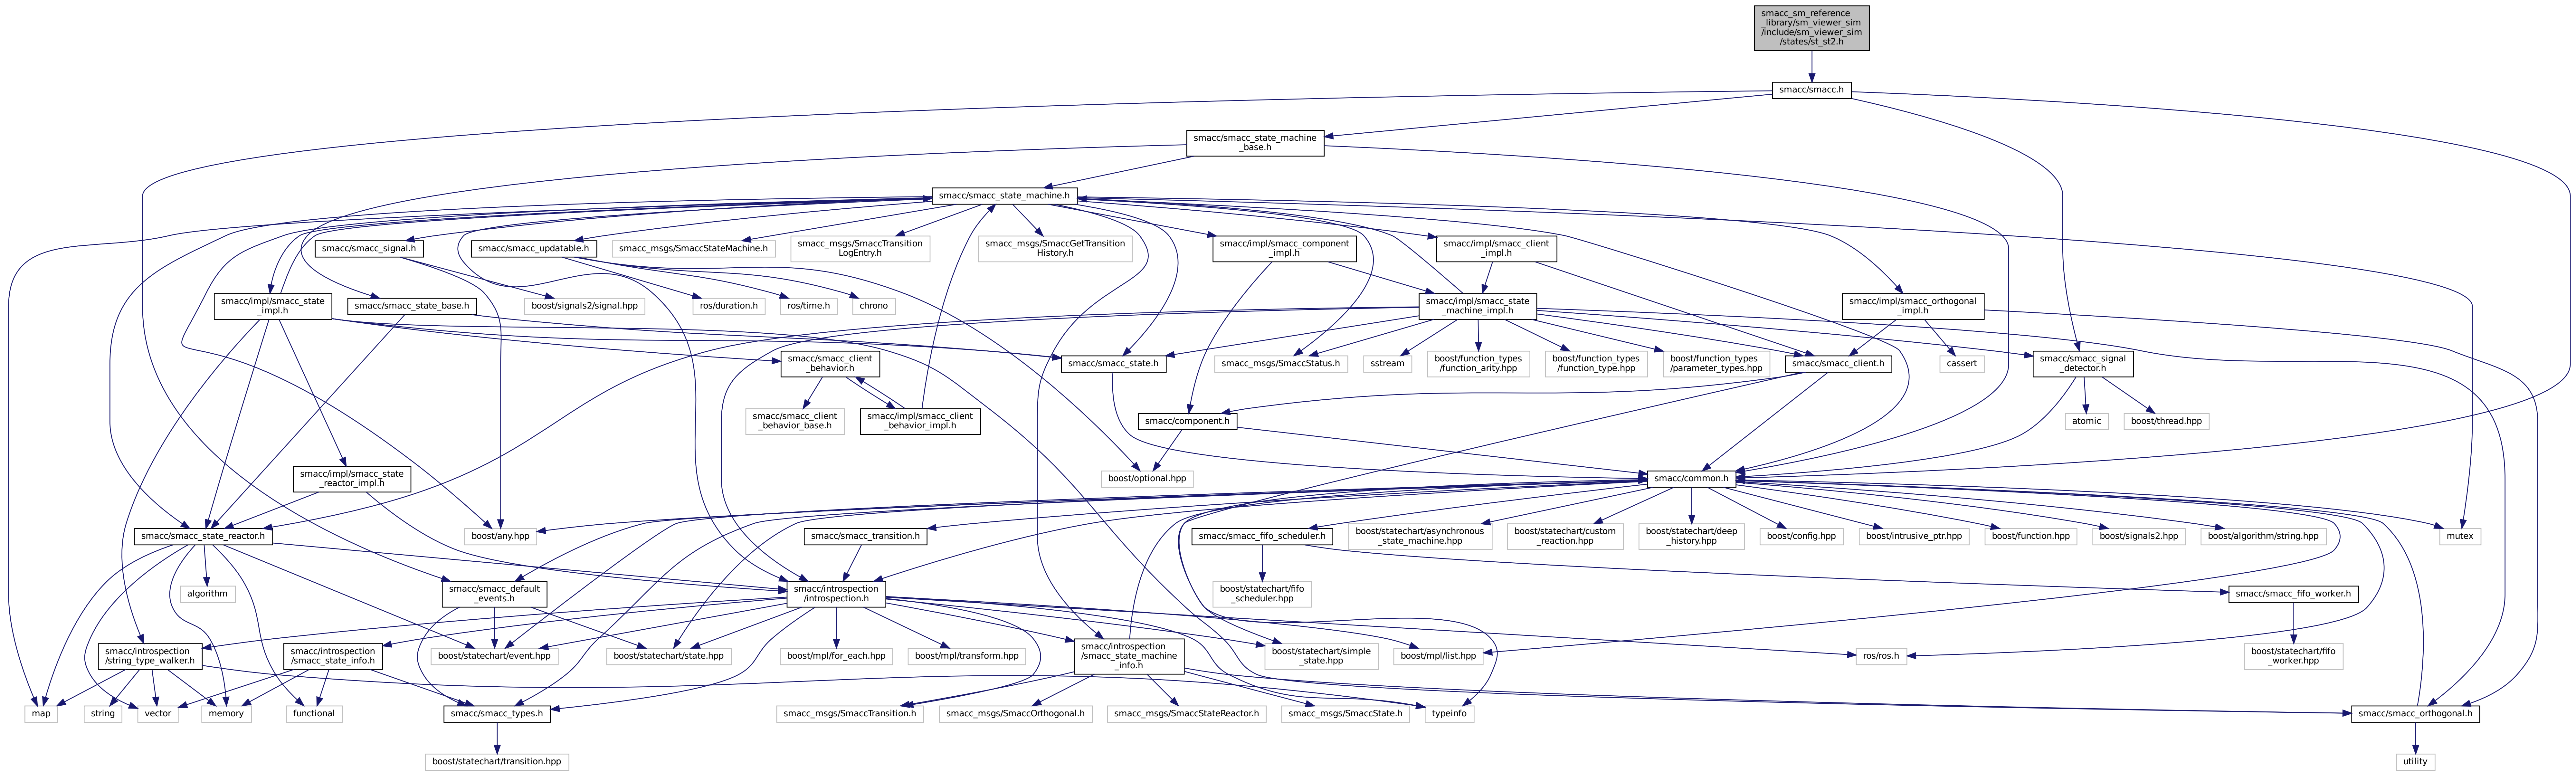 smacc_sm_reference
_library/sm_viewer_sim
/include/sm_viewer_sim
/states/st_st2.h
smacc/smacc.h
smacc/smacc_state_machine
_base.h
smacc/smacc_state_machine.h
smacc/smacc_signal.h
smacc/smacc_updatable.h
smacc_msgs/SmaccStateMachine.h
smacc_msgs/SmaccTransition
LogEntry.h
smacc_msgs/SmaccGetTransition
History.h
smacc/impl/smacc_component
_impl.h
smacc/impl/smacc_client
_impl.h
smacc/impl/smacc_state
_impl.h
smacc/smacc_state_base.h
boost/signals2/signal.hpp
ros/duration.h
ros/time.h
chrono
smacc/impl/smacc_state
_machine_impl.h
smacc/impl/smacc_orthogonal
_impl.h
smacc/smacc_client
_behavior.h
smacc/smacc_state.h
smacc_msgs/SmaccStatus.h
sstream
boost/function_types
/function_arity.hpp
boost/function_types
/function_type.hpp
boost/function_types
/parameter_types.hpp
smacc/smacc_client.h
cassert
smacc/smacc_signal
_detector.h
smacc/smacc_client
_behavior_base.h
smacc/impl/smacc_client
_behavior_impl.h
smacc/component.h
atomic
boost/thread.hpp
smacc/impl/smacc_state
_reactor_impl.h
boost/optional.hpp
smacc/common.h
smacc/smacc_state_reactor.h
boost/any.hpp
smacc/smacc_transition.h
smacc/smacc_fifo_scheduler.h
boost/statechart/asynchronous
_state_machine.hpp
boost/statechart/custom
_reaction.hpp
boost/statechart/deep
_history.hpp
boost/config.hpp
boost/intrusive_ptr.hpp
boost/function.hpp
boost/signals2.hpp
boost/algorithm/string.hpp
mutex
algorithm
smacc/smacc_default
_events.h
smacc/introspection
/introspection.h
boost/statechart/fifo
_scheduler.hpp
smacc/smacc_fifo_worker.h
smacc/introspection
/string_type_walker.h
smacc/introspection
/smacc_state_info.h
boost/statechart/event.hpp
boost/statechart/state.hpp
boost/mpl/for_each.hpp
boost/mpl/transform.hpp
smacc/introspection
/smacc_state_machine
_info.h
boost/statechart/simple
_state.hpp
boost/mpl/list.hpp
ros/ros.h
boost/statechart/fifo
_worker.hpp
map
string
vector
memory
functional
smacc/smacc_types.h
smacc_msgs/SmaccTransition.h
smacc_msgs/SmaccOrthogonal.h
smacc_msgs/SmaccStateReactor.h
smacc_msgs/SmaccState.h
typeinfo
smacc/smacc_orthogonal.h
boost/statechart/transition.hpp
utility